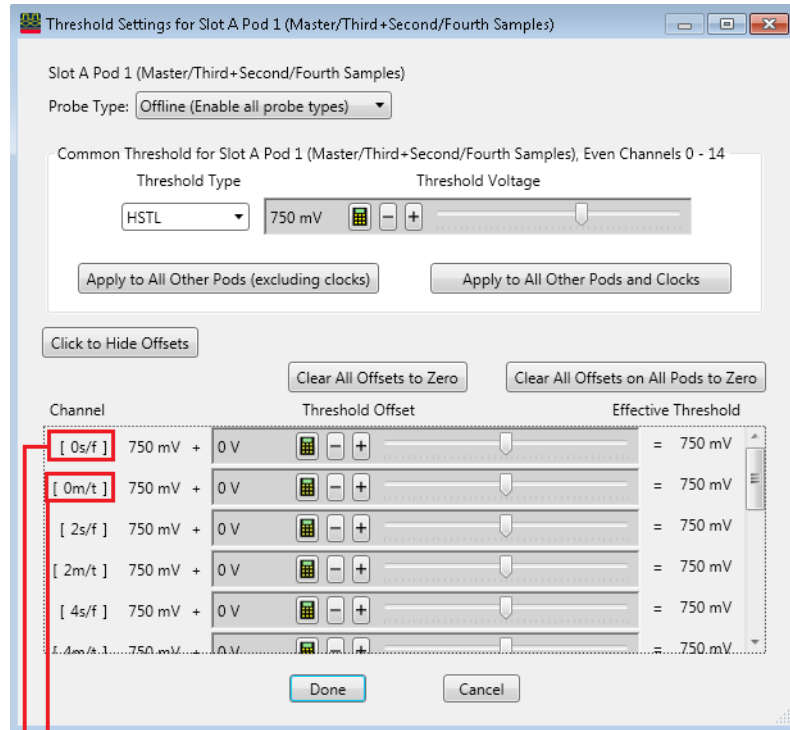 Threshold Settings for Slot A Pod 1 (Master/Third+Second/Fourth Samples)
Slot A Pod 1 (Master/Third+Second/Fourth Samples)
Probe Type: Offline (Enable all probe types)
Common Threshold for Slot A Pod 1 (Master/Third+Second/Fourth Samples), Even Channels 0 - 14
Threshold Type Threshold Voltage
HSTL 750 mV - +
Apply to All Other Pods (excluding clocks) Apply to All Other Pods and Clocks
Click to Hide Offsets
Clear All Offsets to Zero Clear All Offsets on All Pods to Zero
Channel Threshold Offset Effective Threshold
[ 0s/f ] 750 mV + 0 V - + = 750 mV
[ 0m/t ] 750 mV + 0 V - + = 750 mV
[ 2s/f ] 750 mV + 0 V - + = 750 mV
[ 2m/t ] 750 mV + 0 V - + = 750 mV
[ 4s/f ] 750 mV + 0 V - + = 750 mV
[ 4m/t ] 750 mV + 0 V - + = 750 mV
Done Cancel